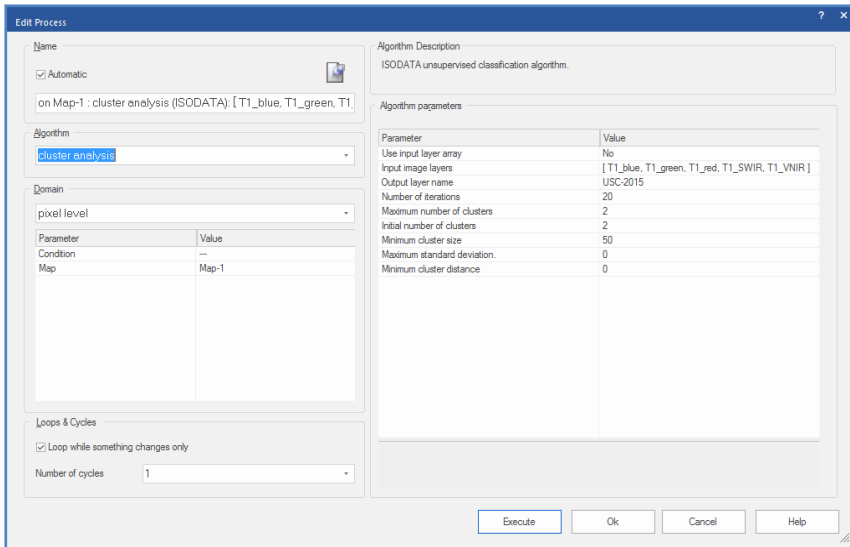 Edit Process
? ×
Name
Automatic
on Map-1 : cluster analysis (ISODATA): [ T1_blue, T1_green, T1_
Algorithm
cluster analysis
Domain
pixel level
Parameter Value
Condition ---
Map Map-1
Loops & Cycles
Loop while something changes only
Number of cycles 1
Algorithm Description
ISODATA unsupervised classification algorithm.
Algorithm parameters
Parameter Value
Use input layer array No
Input image layers [ T1_blue, T1_green, T1_red, T1_SWIR, T1_VNIR ]
Output layer name USC-2015
Number of iterations 20
Maximum number of clusters 2
Initial number of clusters 2
Minimum cluster size 50
Maximum standard deviation. 0
Minimum cluster distance 0
Execute Ok Cancel Help